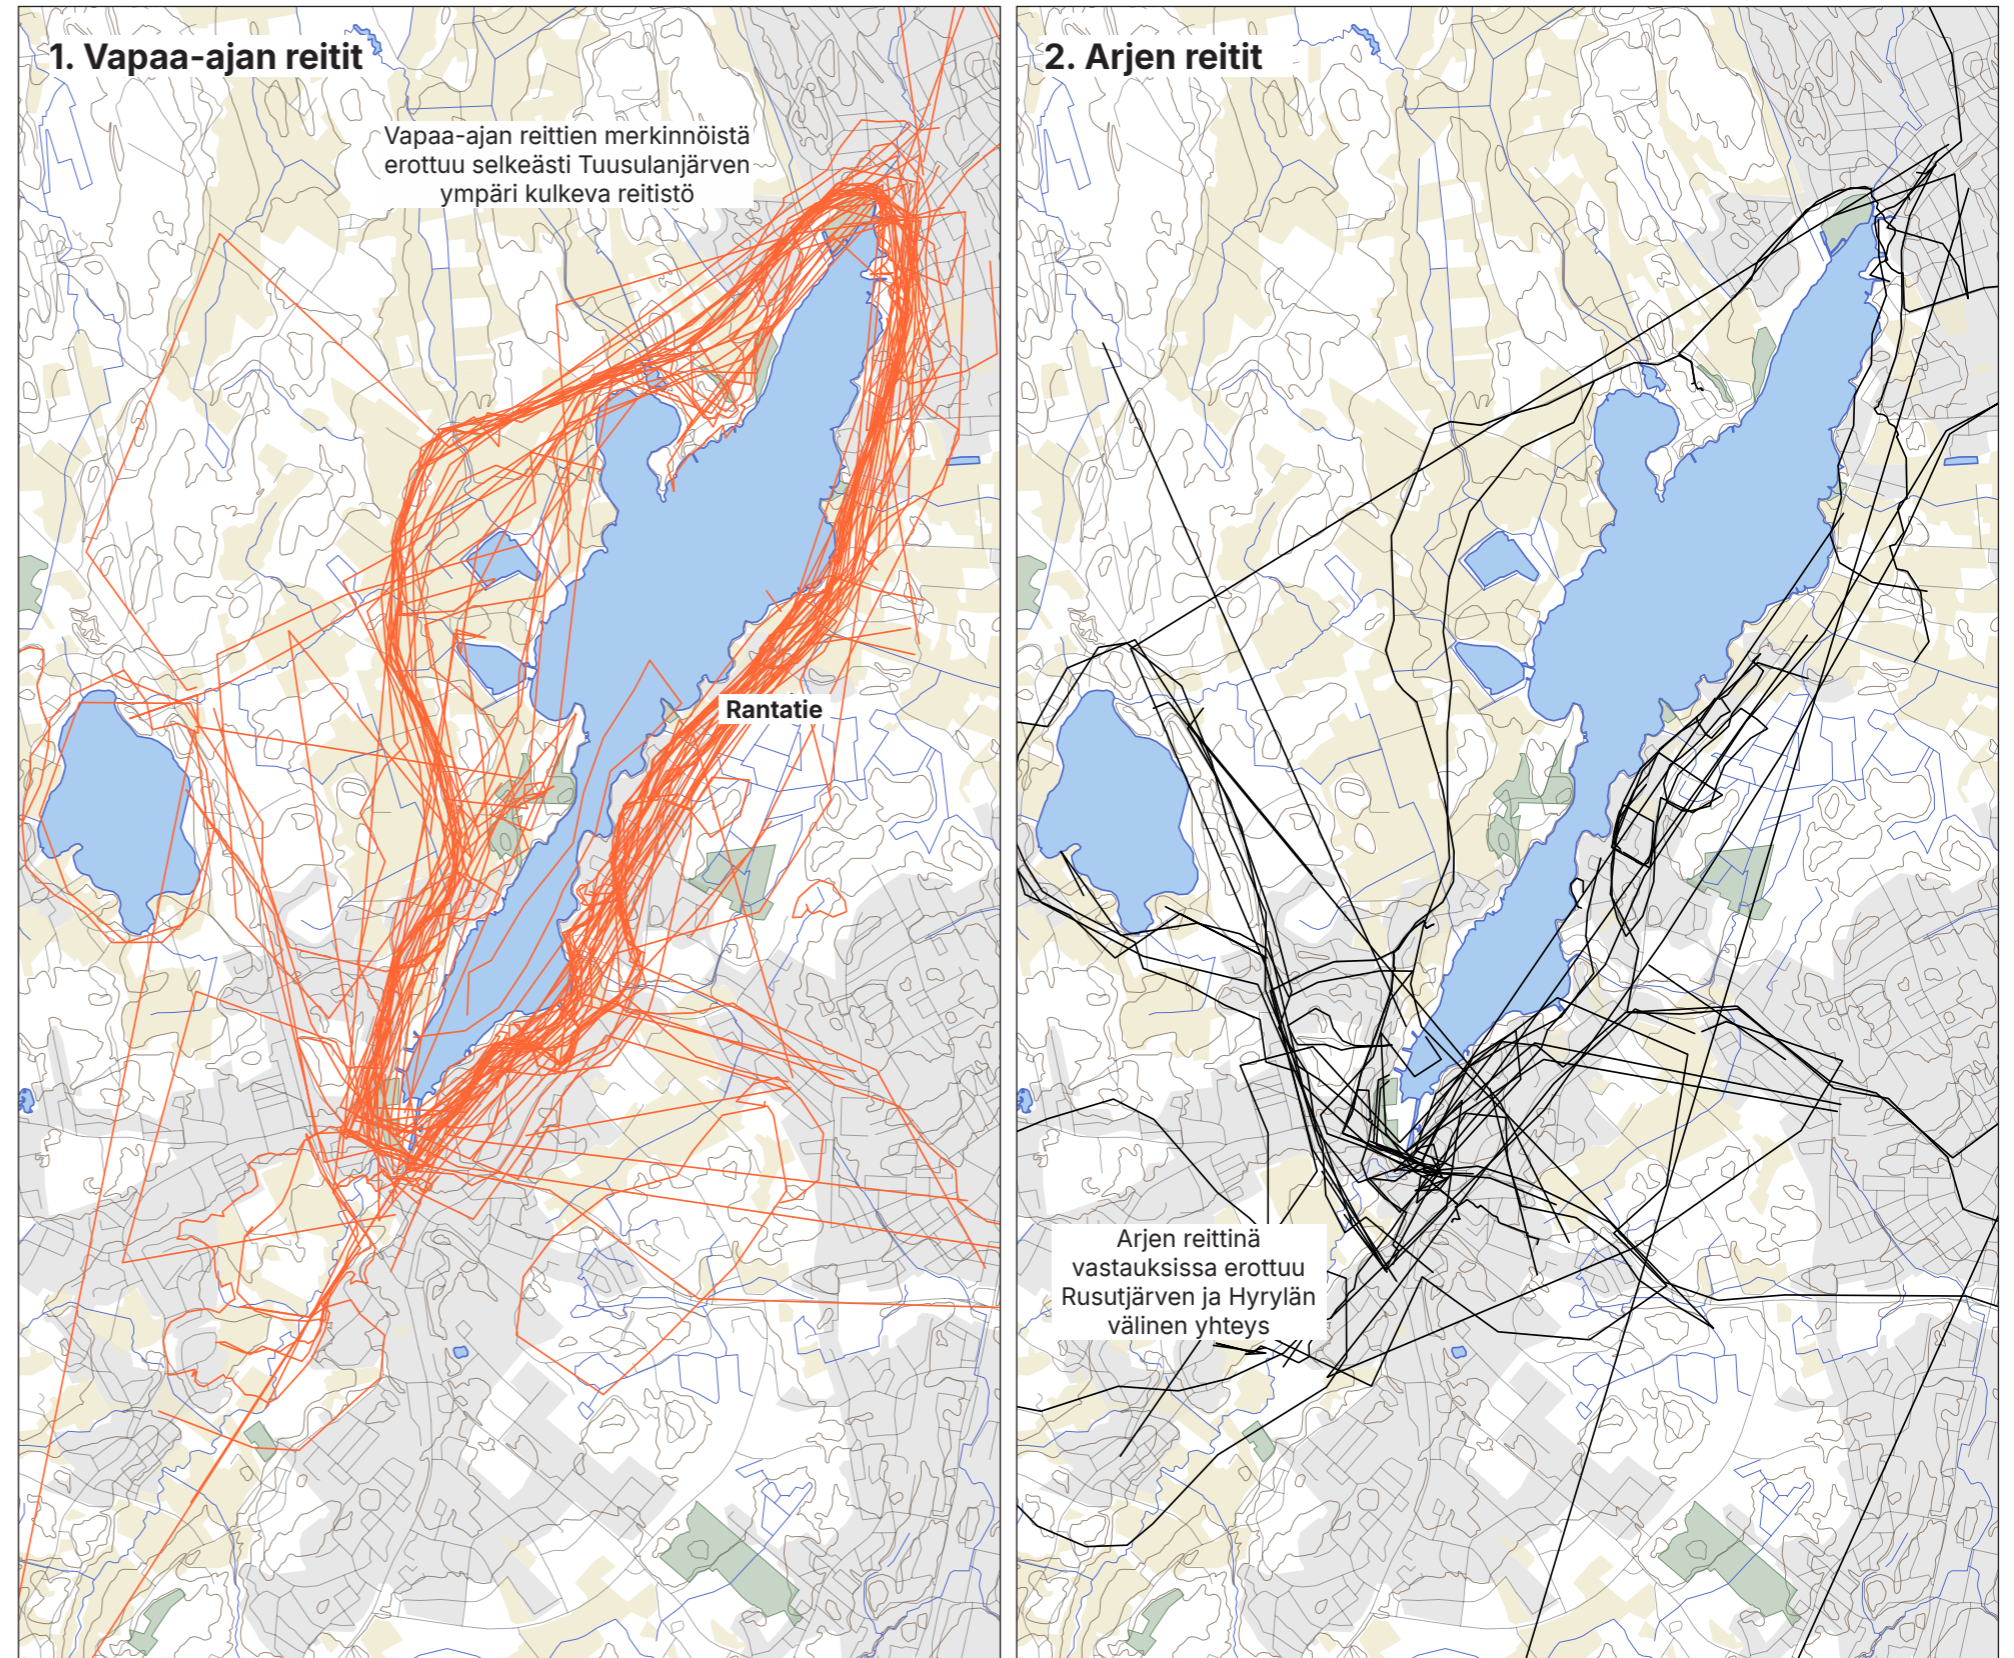 1. Vapaa-ajan reitit
Vapaa-ajan reittien merkinnöistä
erottuu selkeästi Tuusulanjärven
ympäri kulkeva reitistö
Rantatie
2. Arjen reitit
Arjen reittinä
vastauksissa erottuu
Rusutjärven ja Hyrylän
välinen yhteys